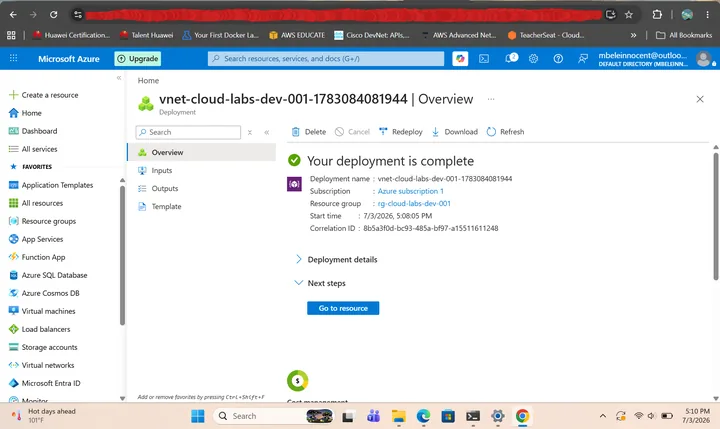 Huawei Certification...
Talent Huawei
Your First Docker La...
AWS EDUCATE
Cisco DevNet: APIs,...
AWS Advanced Net...
TeacherSeat - Cloud...
All Bookmarks
Microsoft Azure
Upgrade
Search resources, services, and docs (G+/)
mbeleinnocent@outloo...
DEFAULT DIRECTORY (MBELEINNO...
Create a resource
Home
Dashboard
All services
FAVORITES
Application Templates
All resources
Resource groups
App Services
Function App
Azure SQL Database
Azure Cosmos DB
Virtual machines
Load balancers
Storage accounts
Virtual networks
Microsoft Entra ID
Monitor
Home
vnet-cloud-labs-dev-001-1783084081944 | Overview ...
Deployment
Search
Overview
Inputs
Outputs
Template
Add or remove favorites by pressing Ctrl+Shift+F
Delete
Cancel
Redeploy
Download
Refresh
Your deployment is complete
Deployment name : vnet-cloud-labs-dev-001-1783084081944
Subscription : Azure subscription 1
Resource group : rg-cloud-labs-dev-001
Start time : 7/3/2026, 5:08:05 PM
Correlation ID : 8b5a3f0d-bc93-485a-bf97-a15511611248
Deployment details
Next steps
Go to resource
Cost management
Hot days ahead
101°F
Search
5:10 PM
7/3/2026